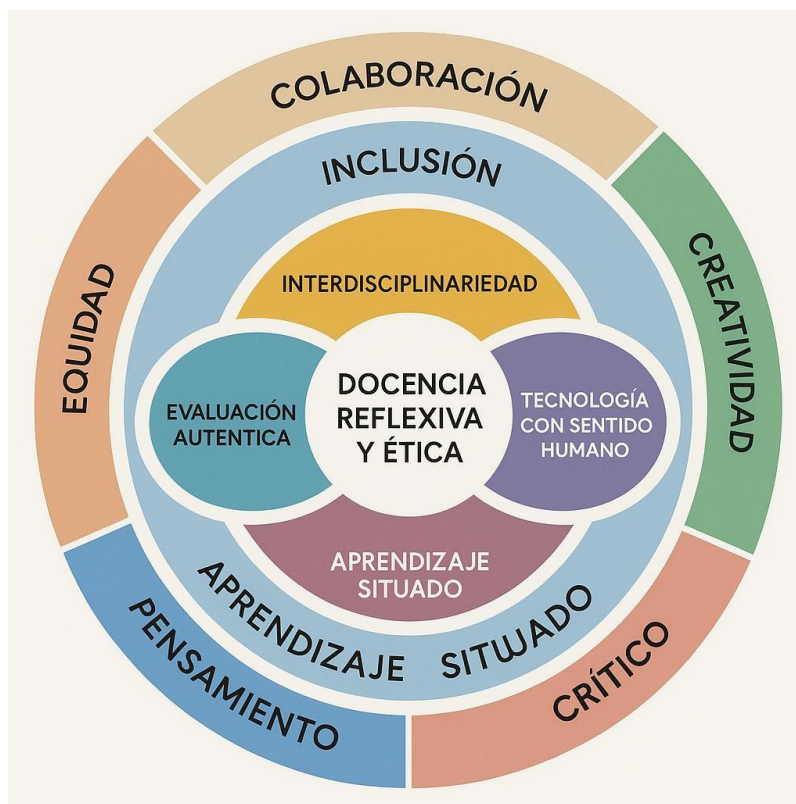 COLABORACIÓN
INCLUSIÓN
INTERDISCIPLINARIEDAD
EQUIDAD
CREATIVIDAD
EVALUACIÓN
AUTENTICA
DOCENCIA
REFLEXIVA
Y ÉTICA
TECNOLOGÍA
CON SENTIDO
HUMANO
APRENDIZAJE
SITUADO
APRENDIZAJE SITUJADO
PENSAMIENTO
CRÍTICO